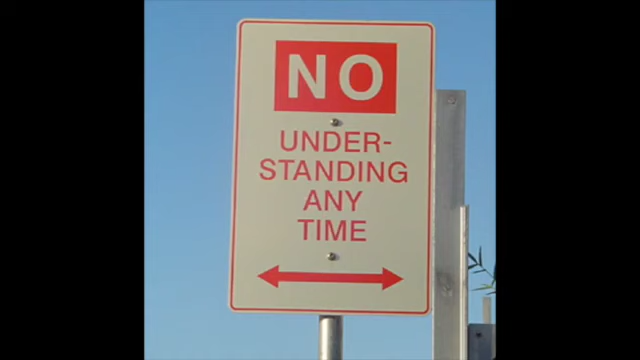 NO
UNDER-
STANDING
ANY
TIME